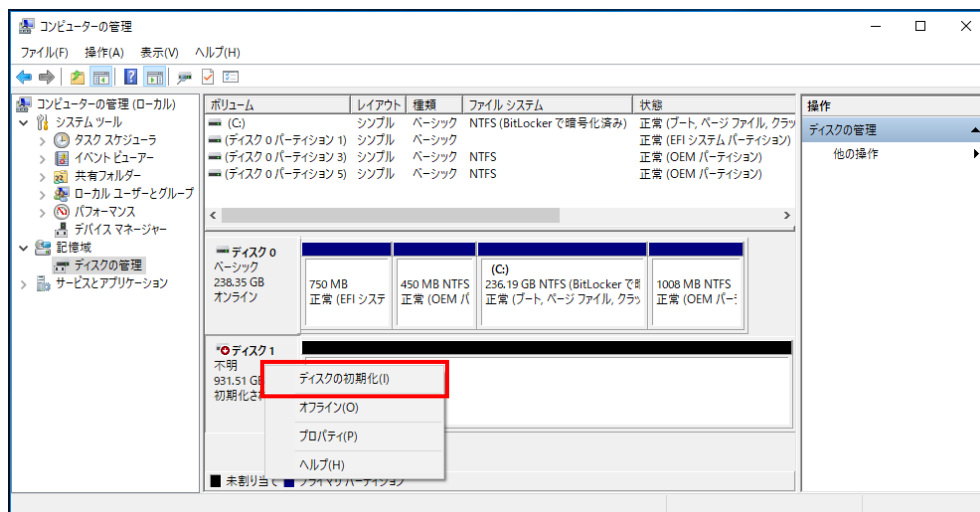 コンピューターの管理
ファイル(F) 操作(A) 表示(V) ヘルプ(H)
コンピューターの管理 (ローカル)
システム ツール
タスク スケジューラ
イベント ビューアー
共有フォルダー
ローカル ユーザーとグループ
パフォーマンス
デバイス マネージャー
記憶域
ディスクの管理
サービスとアプリケーション
ボリューム レイアウト 種類 ファイル システム 状態
(C:) シンプル ベーシック NTFS (BitLocker で暗号化済み) 正常 (ブート, ページ ファイル, クラッ
(ディスク 0 パーティション 1) シンプル ベーシック 正常 (EFI システム パーティション)
(ディスク 0 パーティション 3) シンプル ベーシック NTFS 正常 (OEM パーティション)
(ディスク 0 パーティション 5) シンプル ベーシック NTFS 正常 (OEM パーティション)
ディスク 0
ベーシック
238.35 GB
オンライン
750 MB
正常 (EFI システ
450 MB NTFS
正常 (OEM パ
(C:)
236.19 GB NTFS (BitLocker で
正常 (ブート, ページ ファイル, クラッ
1008 MB NTFS
正常 (OEM パー
ディスク 1
不明
931.51 GB
初期化さ
ディスクの初期化(I)
オフライン(O)
プロパティ(P)
ヘルプ(H)
未割り当て プライマリ パーティション
操作
ディスクの管理
他の操作